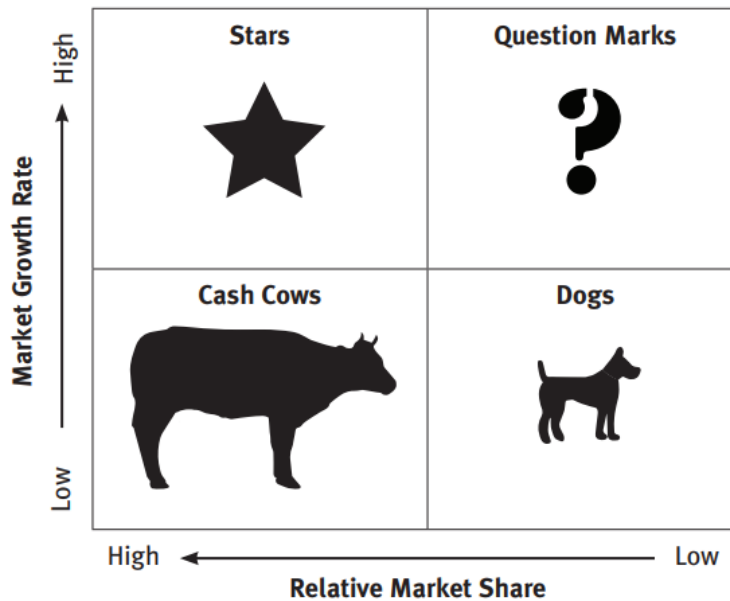 Stars
Question Marks
High
Market Growth Rate
Cash Cows
Dogs
Low
High
Low
Relative Market Share